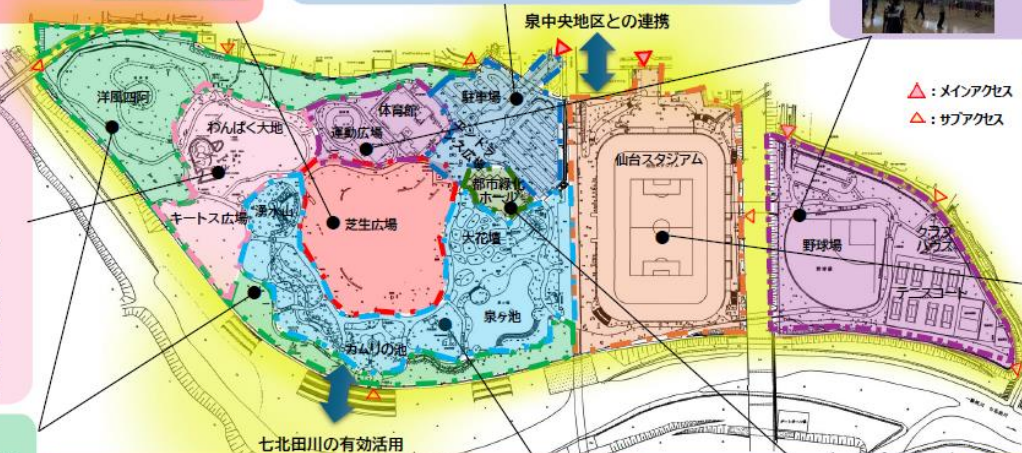 泉中央地区との連携
：メインアクセス
：サブアクセス
洋風四阿
わんぱく大地
体育館
運動広場
駐車場
仙台スタジアム
都市緑化
ホール
キートス広場
湧水山
芝生広場
大花壇
野球場
クラブ
ハウス
テニスコート
泉ヶ池
カムリの池
七北田川の有効活用